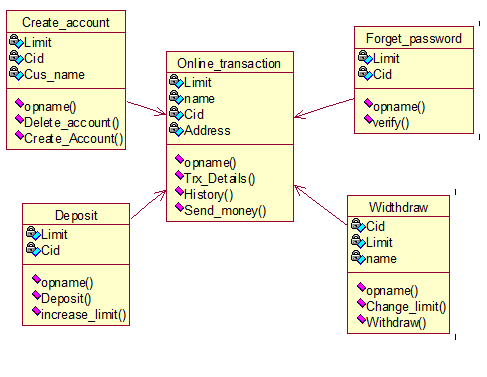 Create_account
Limit
Cid
Cus_name
opname()
Delete_account()
Create_Account()
Online_transaction
Limit
name
Cid
Address
opname()
Trx_Details()
History()
Send_money()
Forget_password
Limit
Cid
opname()
verify()
Deposit
Limit
Cid
opname()
Deposit()
increase_limit()
Widthdraw
Cid
Limit
name
opname()
Change_limit()
Withdraw()